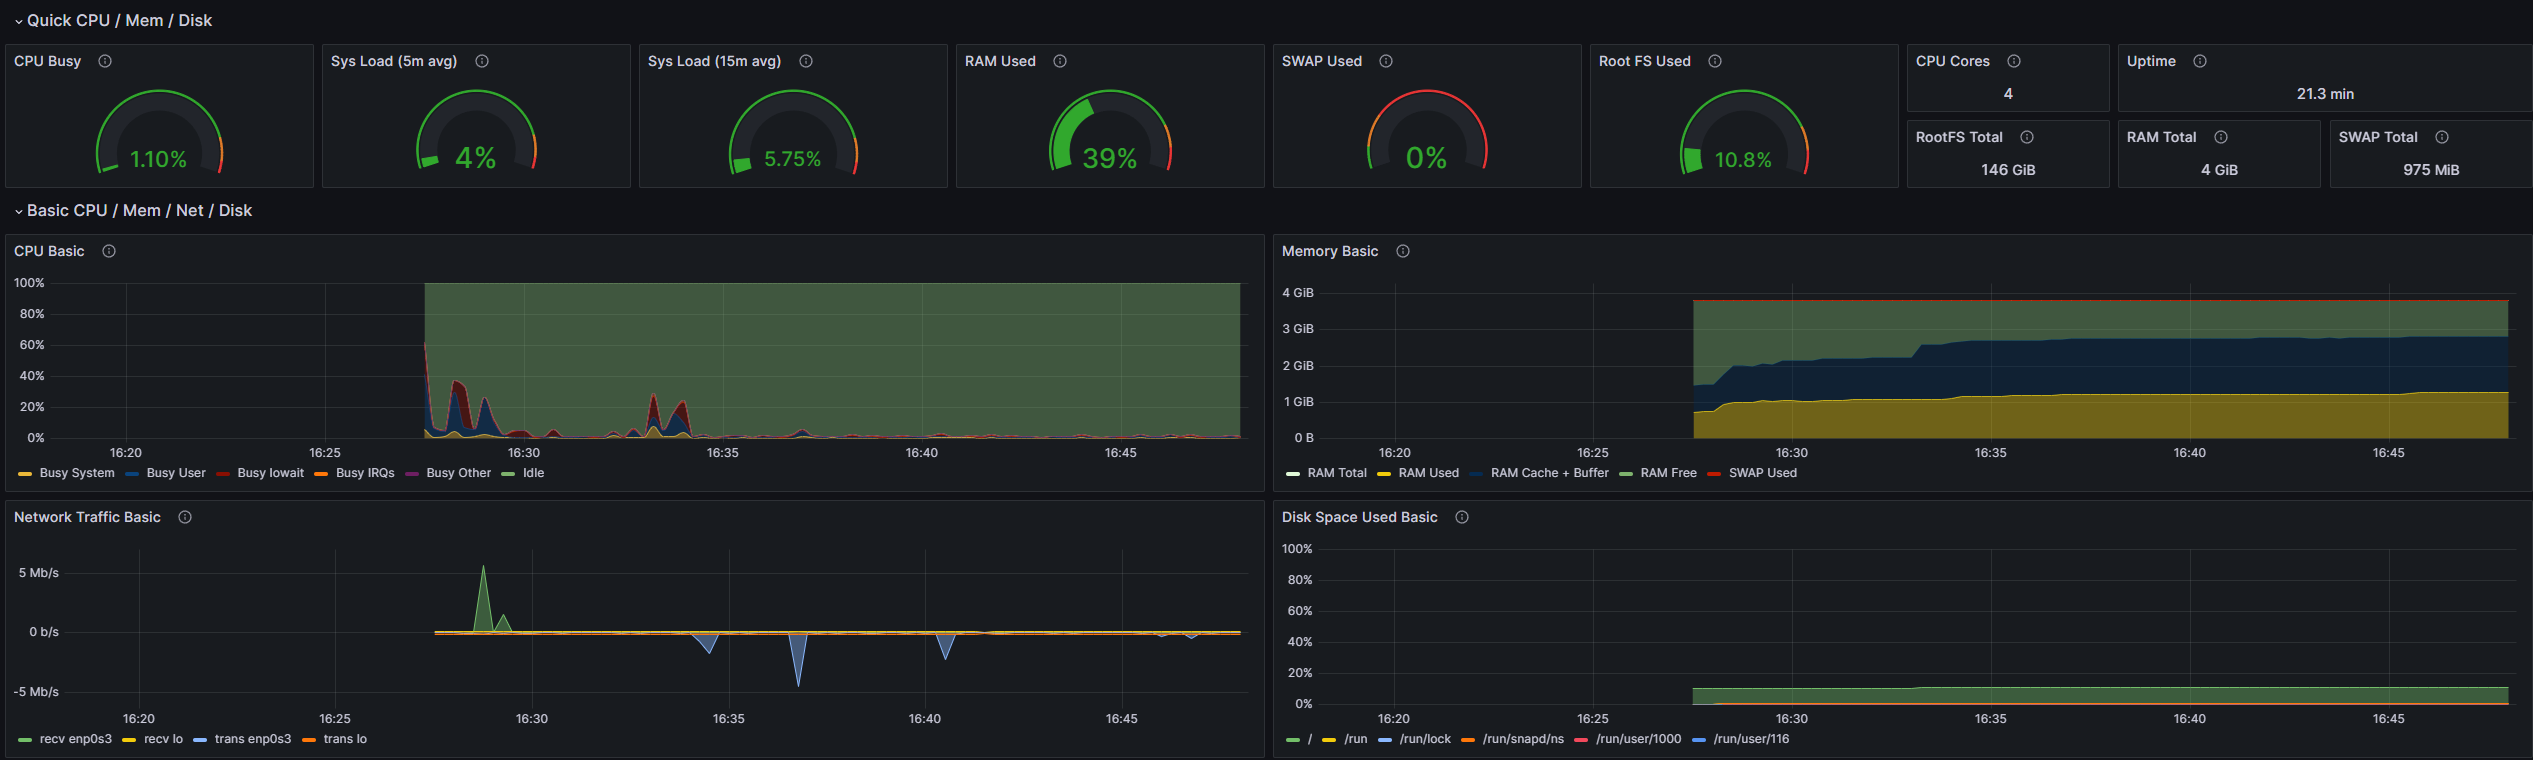 Quick CPU / Mem / Disk
CPU Busy
1.10%
Sys Load (5m avg)
4%
Sys Load (15m avg)
5.75%
RAM Used
39%
SWAP Used
0%
Root FS Used
10.8%
CPU Cores
4
Uptime
21.3 min
RootFS Total
146 GiB
RAM Total
4 GiB
SWAP Total
975 MiB
Basic CPU / Mem / Net / Disk
CPU Basic
100%
80%
60%
40%
20%
0%
16:20 16:25 16:30 16:35 16:40 16:45
Busy System Busy User Busy Iowait Busy IRQs Busy Other Idle
Memory Basic
4 GiB
3 GiB
2 GiB
1 GiB
0 B
16:20 16:25 16:30 16:35 16:40 16:45
RAM Total RAM Used RAM Cache + Buffer RAM Free SWAP Used
Network Traffic Basic
5 Mb/s
0 b/s
-5 Mb/s
16:20 16:25 16:30 16:35 16:40 16:45
recv enp0s3 recv lo trans enp0s3 trans lo
Disk Space Used Basic
100%
80%
60%
40%
20%
0%
16:20 16:25 16:30 16:35 16:40 16:45
/ /run /run/lock /run/snapd/ns /run/user/1000 /run/user/116